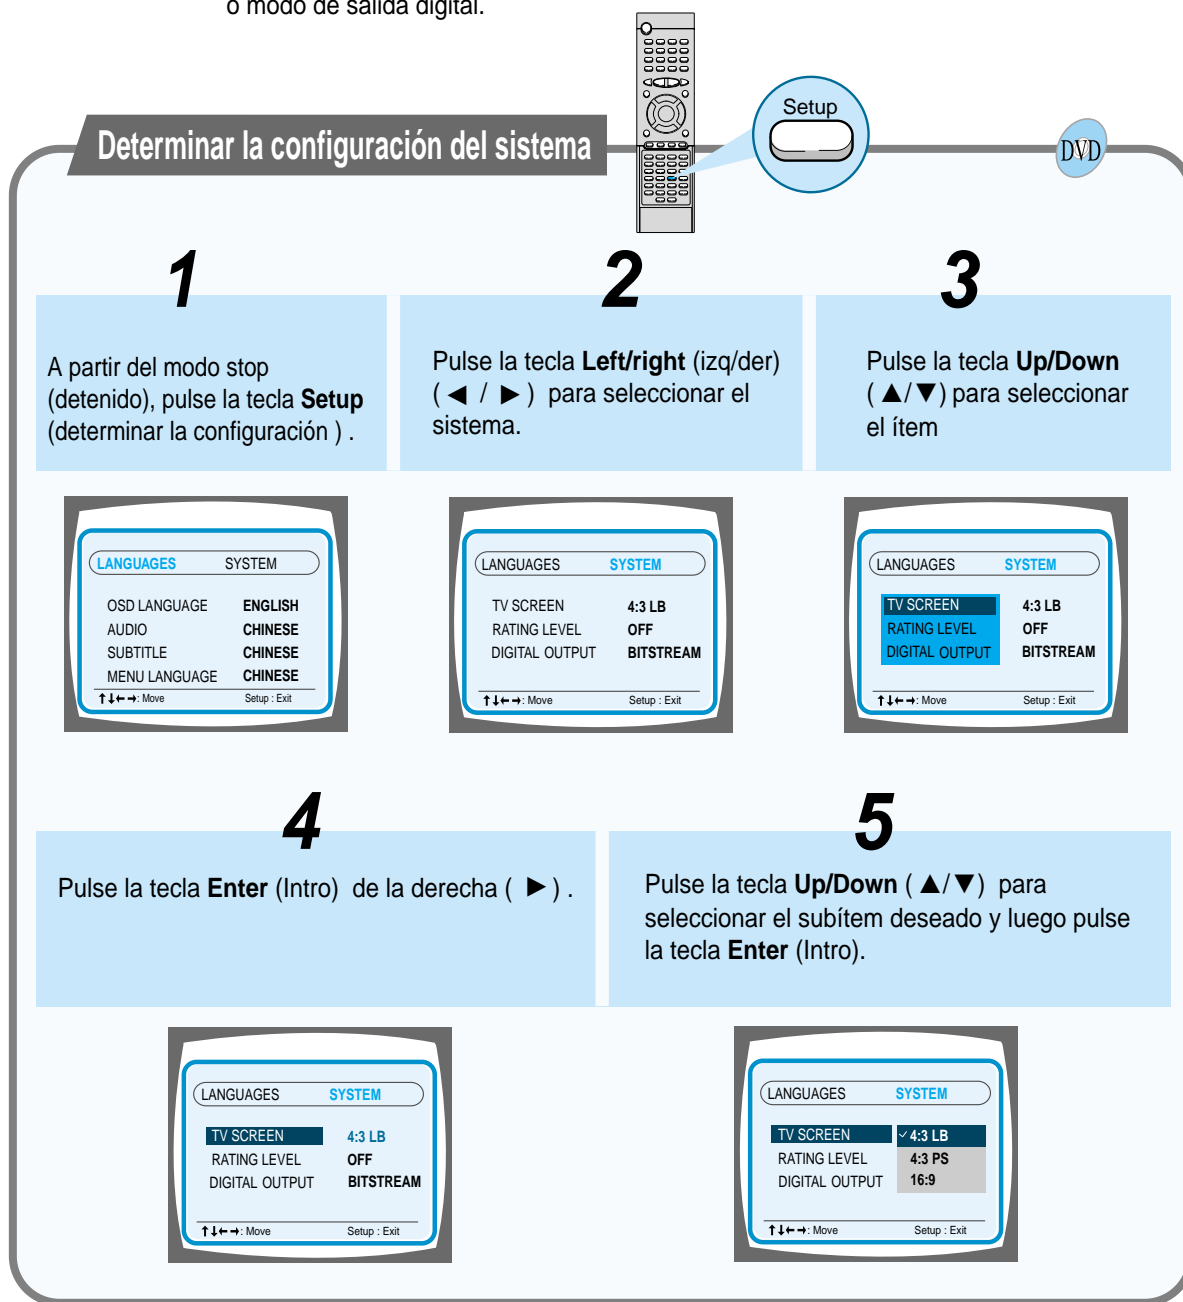 o modo de salida digital.
Setup
Determinar la configuración del sistema
DVD
1
A partir del modo stop
(detenido), pulse la tecla Setup
(determinar la configuración ) .
2
Pulse la tecla Left/right (izq/der)
( ◄ / ► ) para seleccionar el
sistema.
3
Pulse la tecla Up/Down
( ▲/▼) para seleccionar
el ítem
LANGUAGES SYSTEM
OSD LANGUAGE ENGLISH
AUDIO CHINESE
SUBTITLE CHINESE
MENU LANGUAGE CHINESE
↑↓←→: Move Setup : Exit
LANGUAGES SYSTEM
TV SCREEN 4:3 LB
RATING LEVEL OFF
DIGITAL OUTPUT BITSTREAM
↑↓←→: Move Setup : Exit
LANGUAGES SYSTEM
TV SCREEN 4:3 LB
RATING LEVEL OFF
DIGITAL OUTPUT BITSTREAM
↑↓←→: Move Setup : Exit
4
Pulse la tecla Enter (Intro) de la derecha ( ► ) .
5
Pulse la tecla Up/Down ( ▲/▼) para
seleccionar el subítem deseado y luego pulse
la tecla Enter (Intro).
LANGUAGES SYSTEM
TV SCREEN 4:3 LB
RATING LEVEL OFF
DIGITAL OUTPUT BITSTREAM
↑↓←→: Move Setup : Exit
LANGUAGES SYSTEM
TV SCREEN ✓ 4:3 LB
RATING LEVEL 4:3 PS
DIGITAL OUTPUT 16:9
↑↓←→: Move Setup : Exit